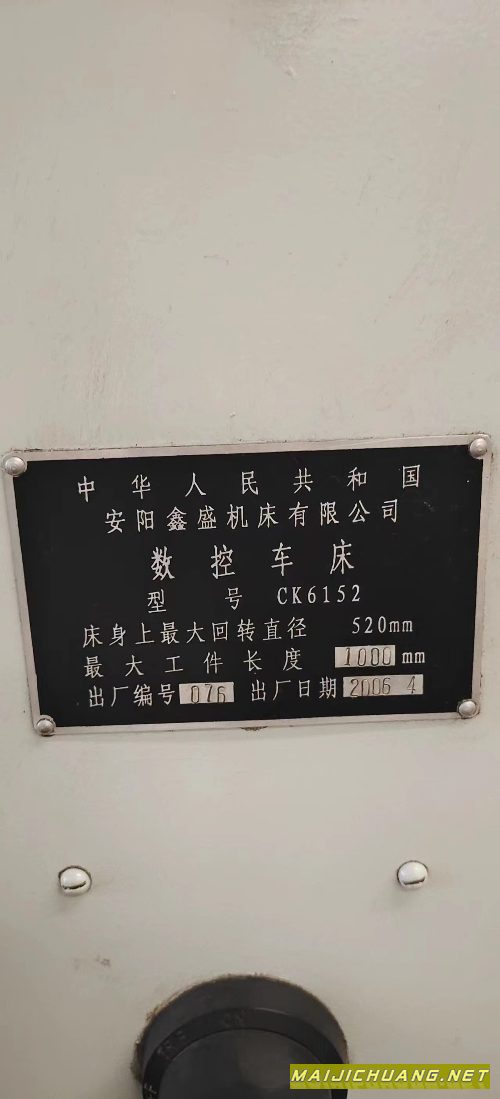 中华人民共和国
安阳鑫盛机床有限公司
数控车床
型号 CK6152
床身上最大回转直径 520mm
最大工件长度 1000 mm
出厂编号 076 出厂日期 2006 4
MAIJICHUANG.NET